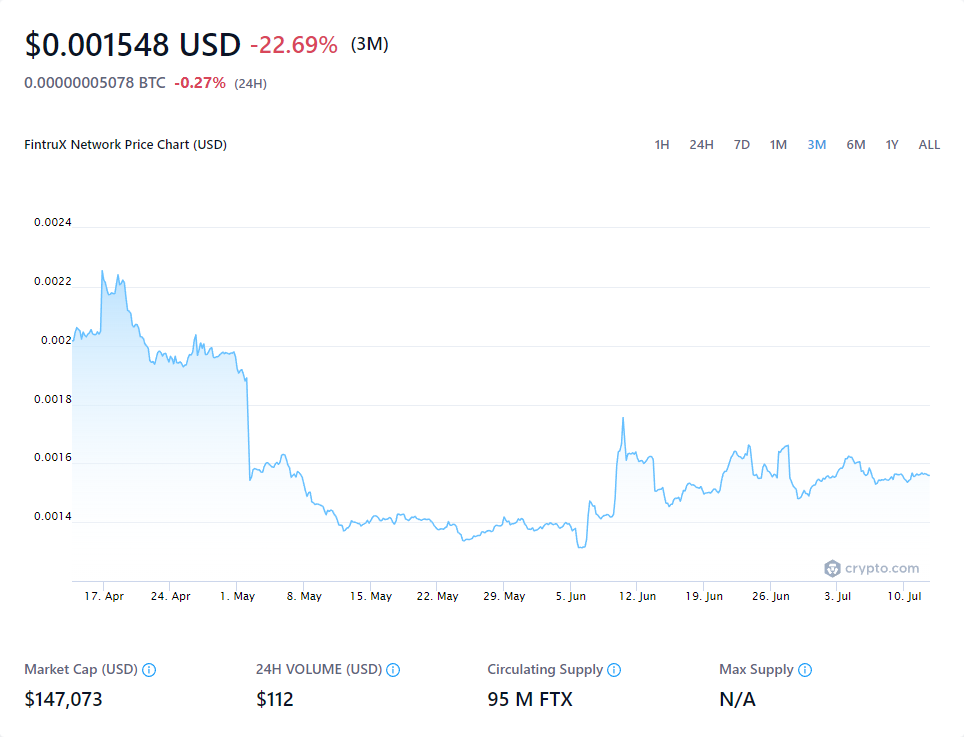 $0.001548 USD -22.69% (3M)
0.00000005078 BTC -0.27% (24H)
FintruX Network Price Chart (USD)
1H 24H 7D 1M 3M 6M 1Y ALL
0.0024
0.0022
0.002
0.0018
0.0016
0.0014
crypto.com
17. Apr 24. Apr 1. May 8. May 15. May 22. May 29. May 5. Jun 12. Jun 19. Jun 26. Jun 3. Jul 10. Jul
Market Cap (USD) 24H VOLUME (USD) Circulating Supply Max Supply
$147,073 $112 95 M FTX N/A